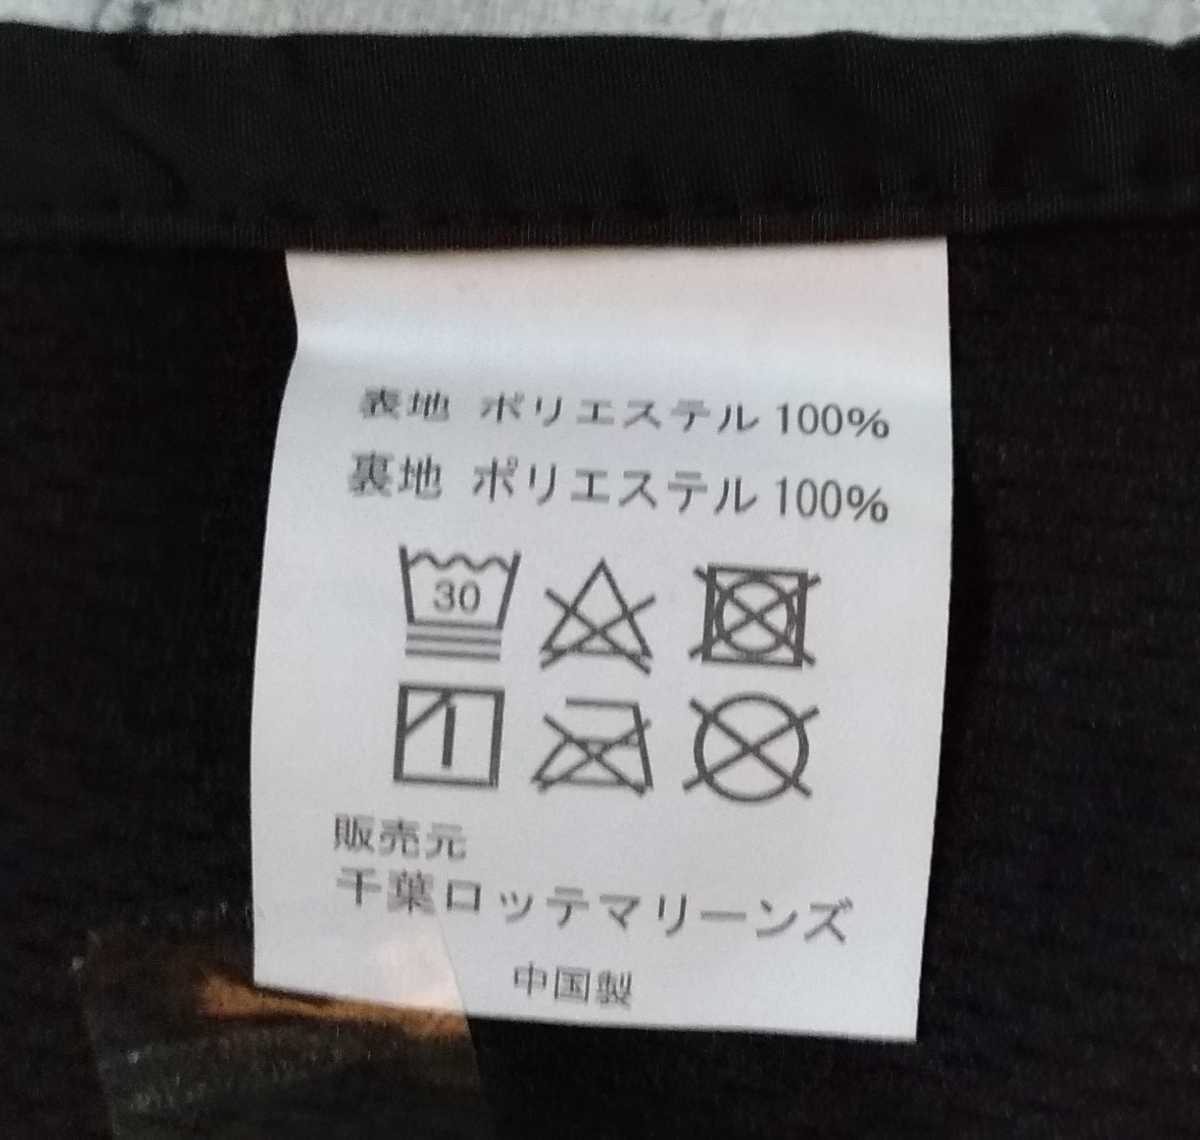 表地 ポリエステル 100%
裏地 ポリエステル 100%
30
販売元
千葉ロッテマリーンズ
中国製